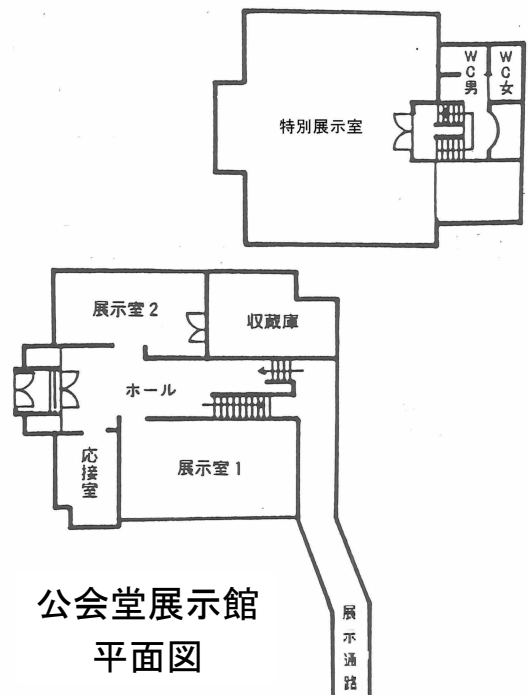 WC男
WC女
特別展示室
展示室2
収蔵庫
ホール
応接室
展示室1
展示通路
公会堂展示館
平面図